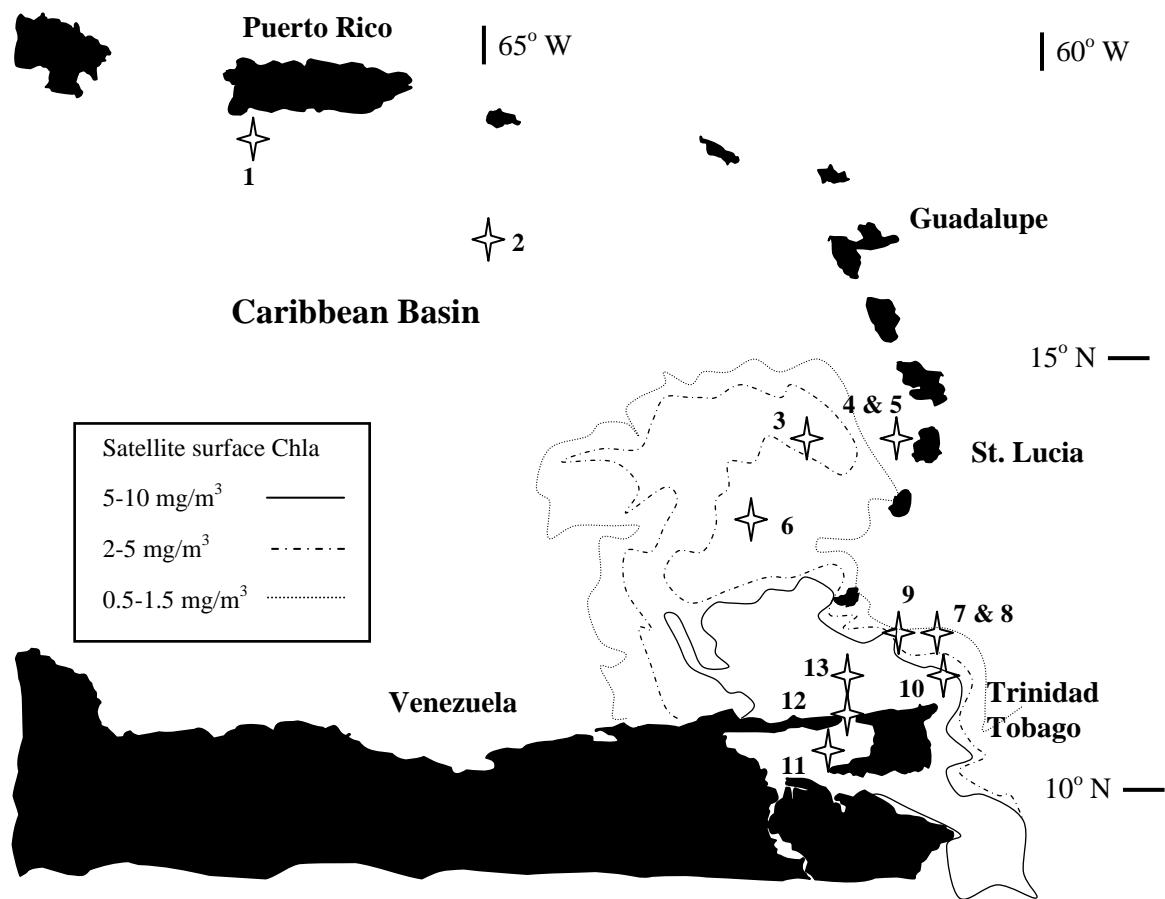 Puerto Rico
65° W
60° W
1
Guadalupe
2
Caribbean Basin
15° N
4 & 5
3
St. Lucia
Satellite surface Chla
5-10 mg/m³
2-5 mg/m³
0.5-1.5 mg/m³
6
9
7 & 8
13
10
Trinidad
Tobago
Venezuela
12
11
10° N